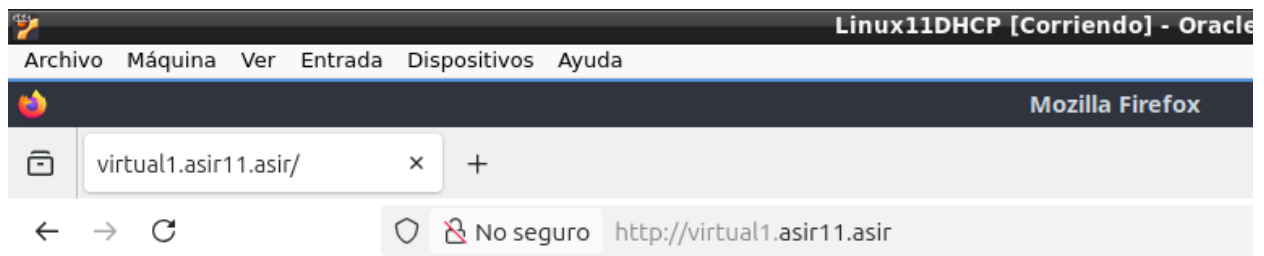 Linux11DHCP [Corriendo] - Oracle
Archivo Máquina Ver Entrada Dispositivos Ayuda
Mozilla Firefox
virtual1.asir11.asir/
No seguro http://virtual1.asir11.asir